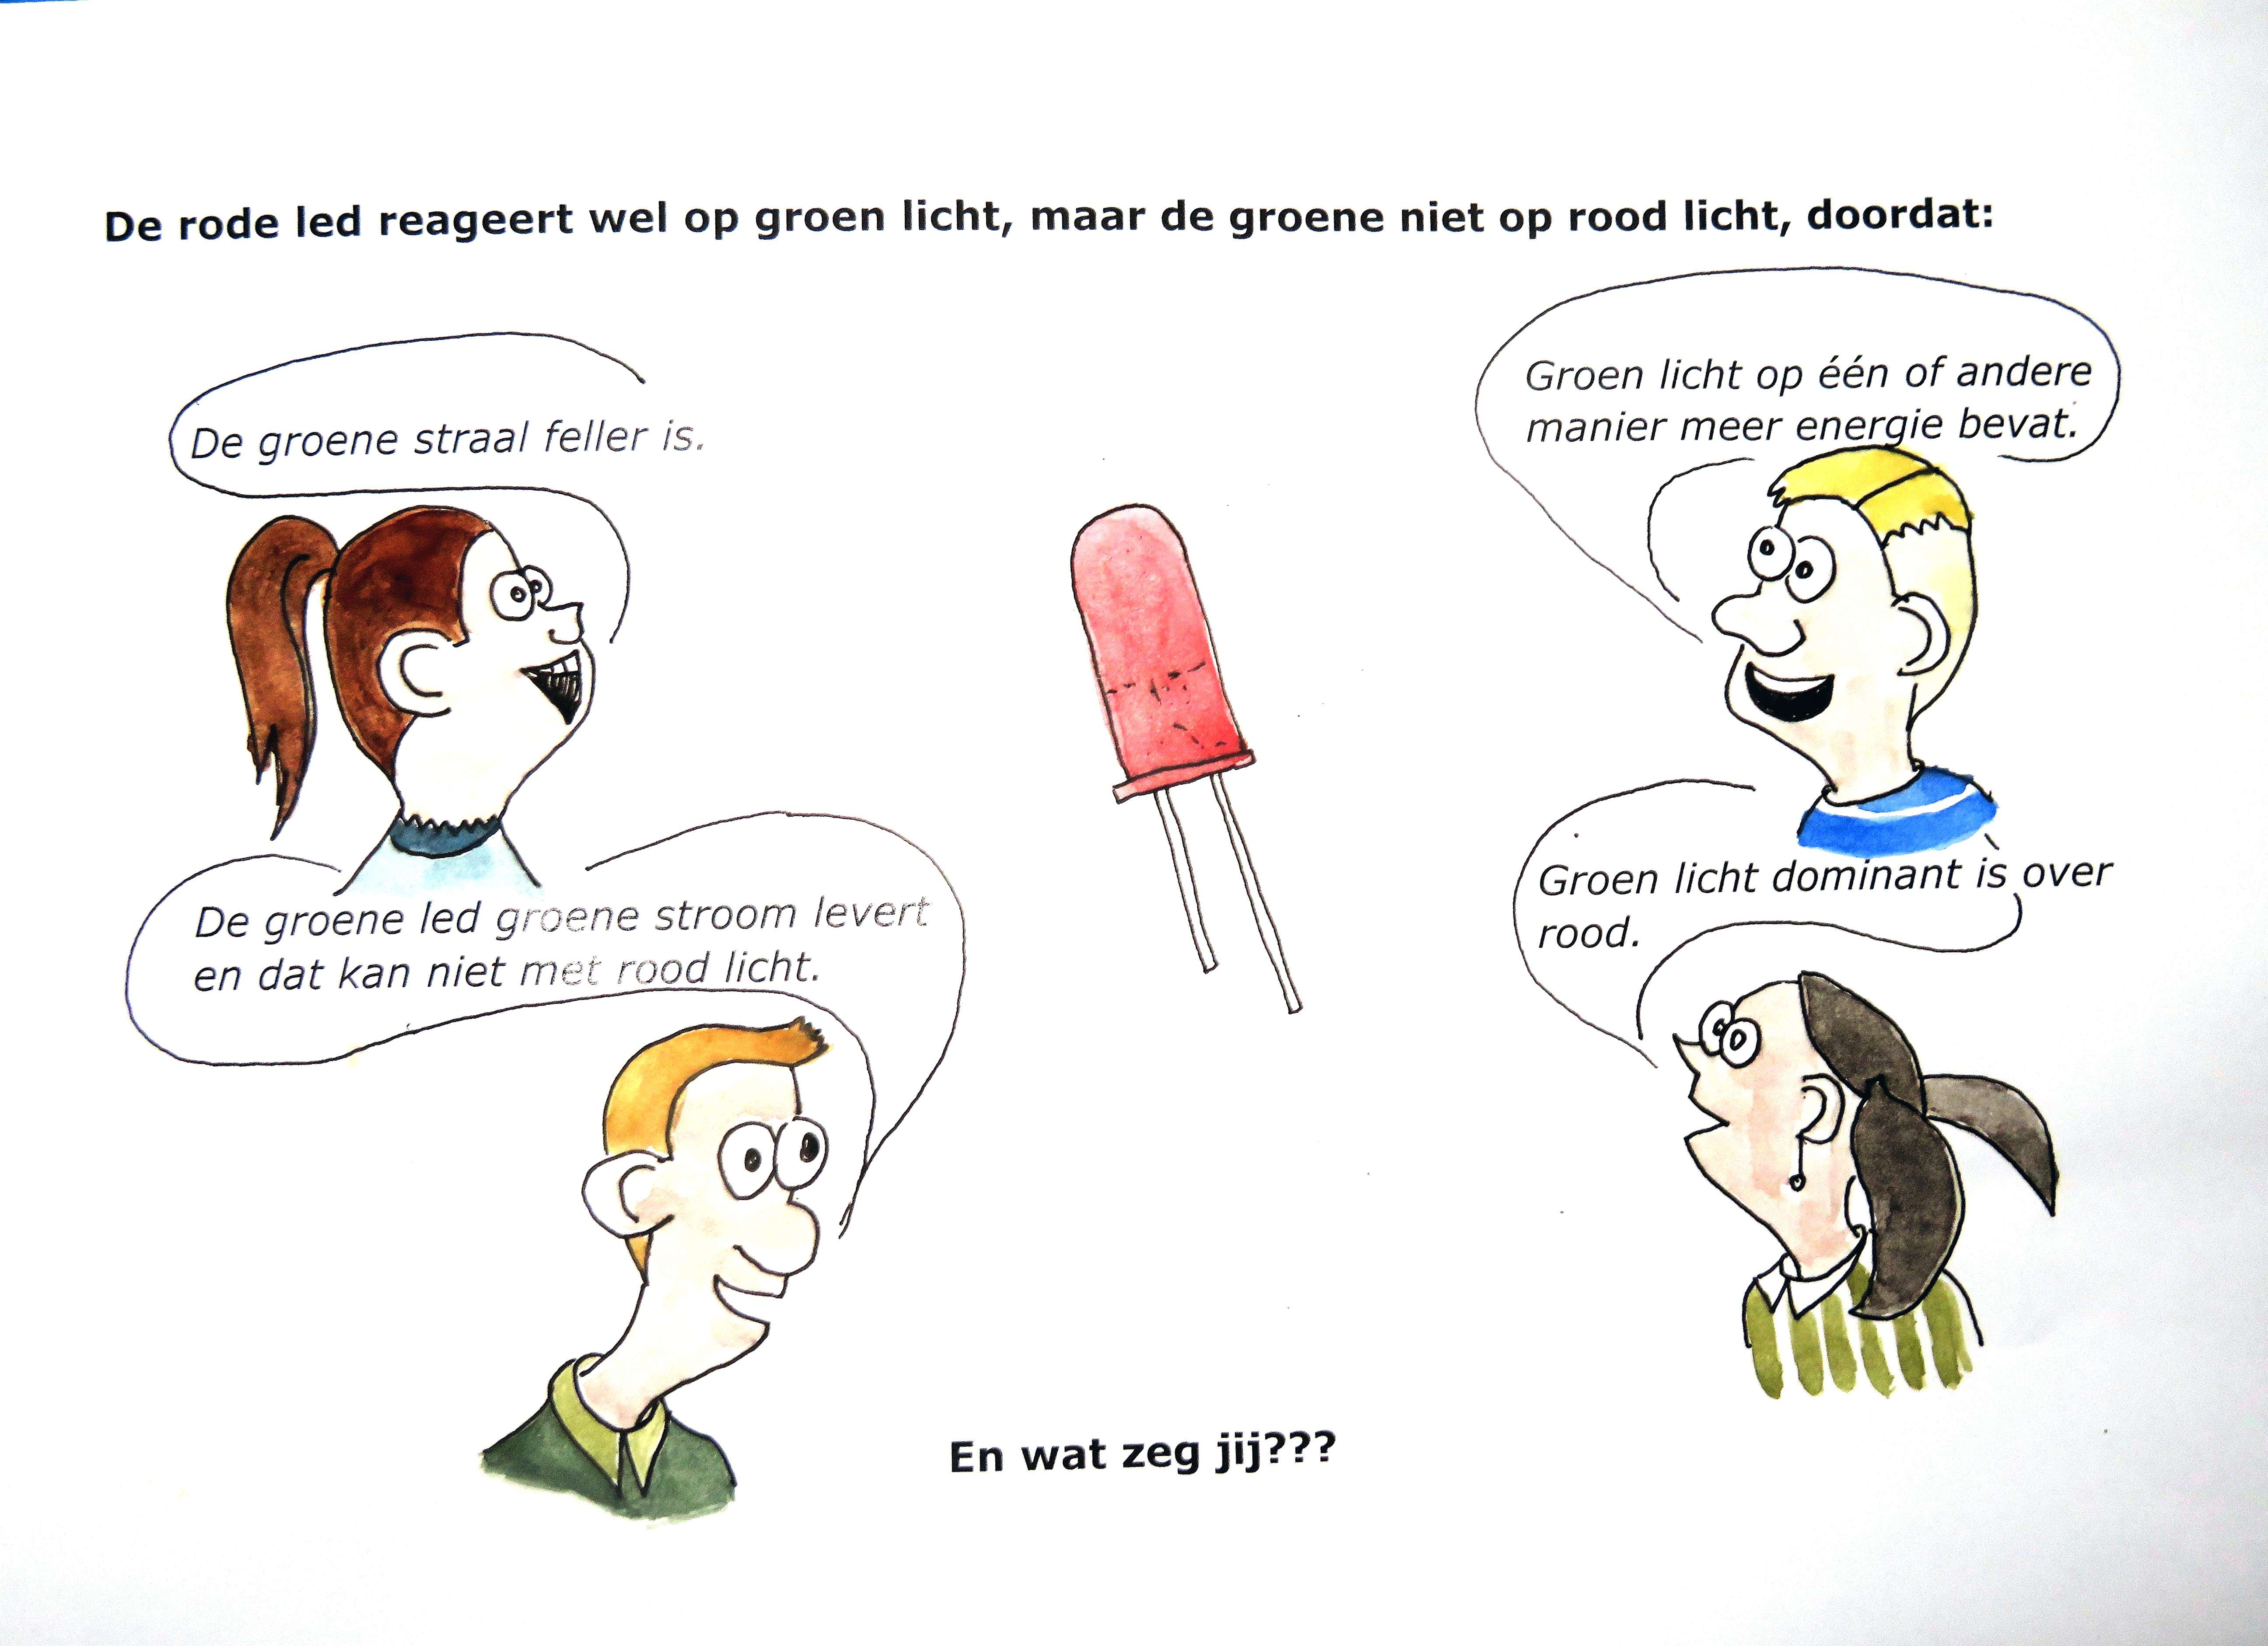 De rode led reageert wel op groen licht, maar de groene niet op rood licht, doordat:
De groene straal feller is.
Groen licht op één of andere
manier meer energie bevat.
De groene led groene stroom levert
en dat kan niet met rood licht.
Groen licht dominant is over
rood.
En wat zeg jij???